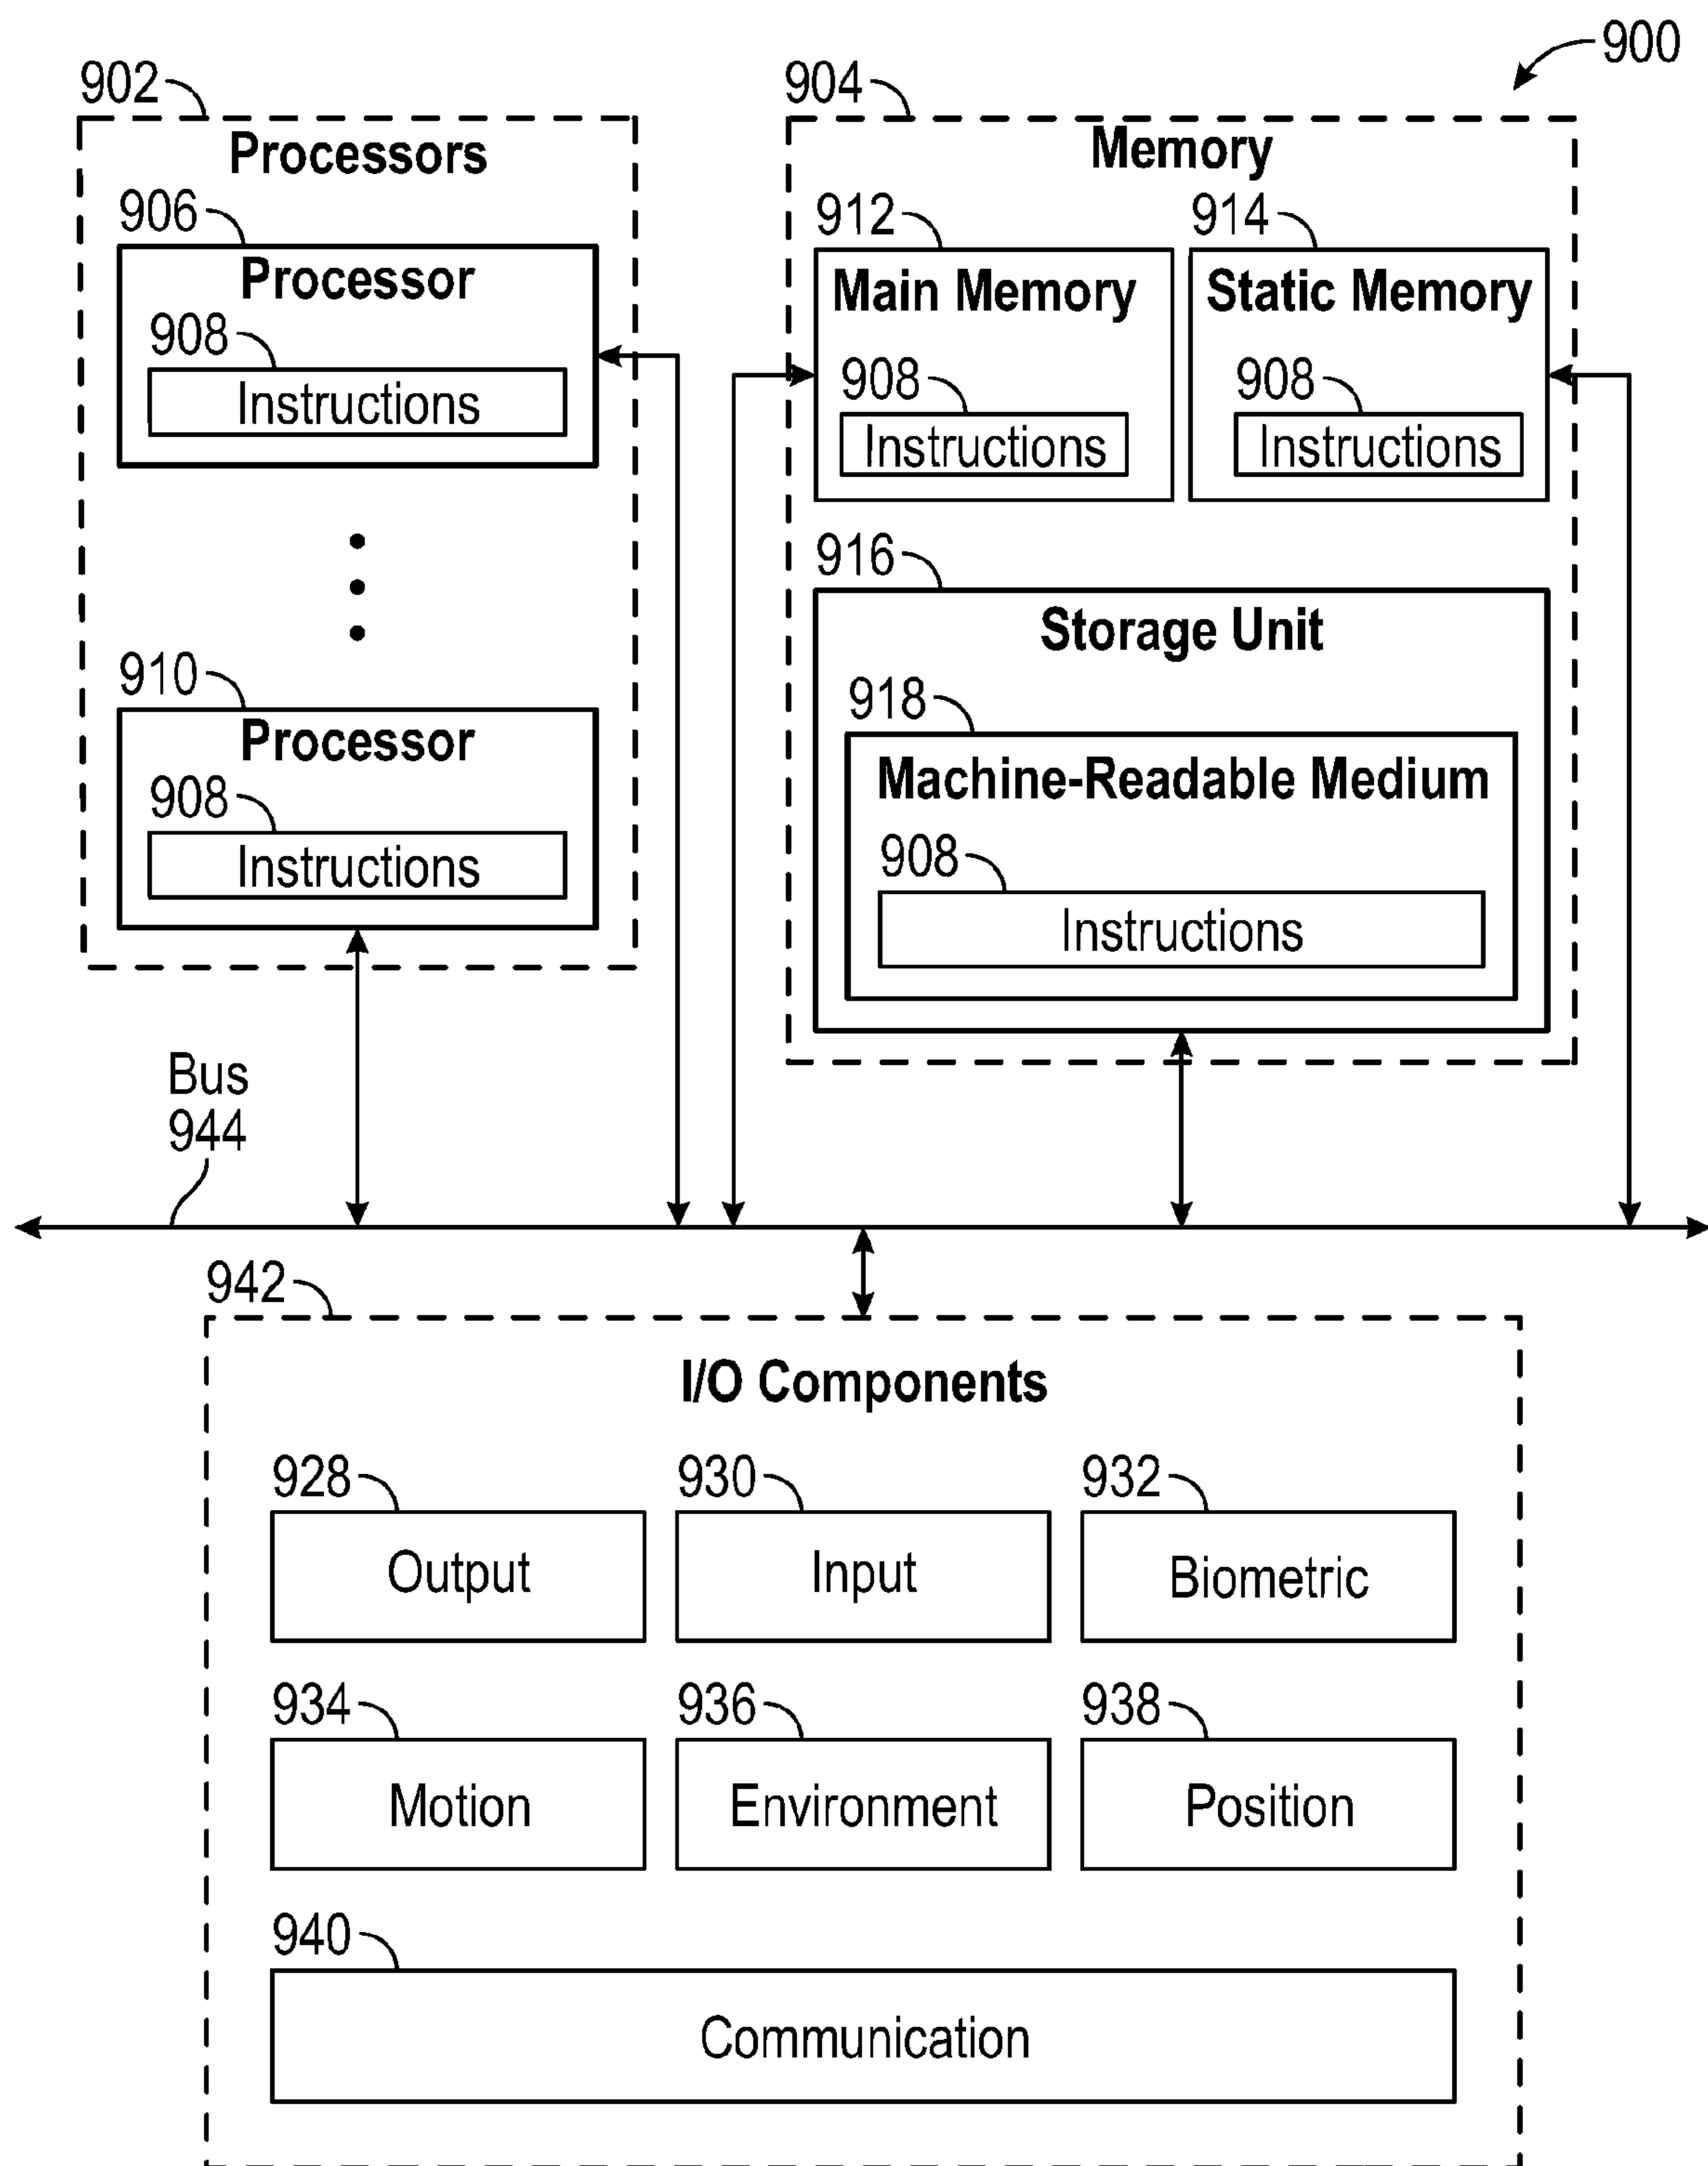 900
902
Processors
906
Processor
908
Instructions
910
Processor
908
Instructions
904
Memory
912
Main Memory
908
Instructions
914
Static Memory
908
Instructions
916
Storage Unit
918
Machine-Readable Medium
908
Instructions
Bus
944
942
I/O Components
928
Output
930
Input
932
Biometric
934
Motion
936
Environment
938
Position
940
Communication